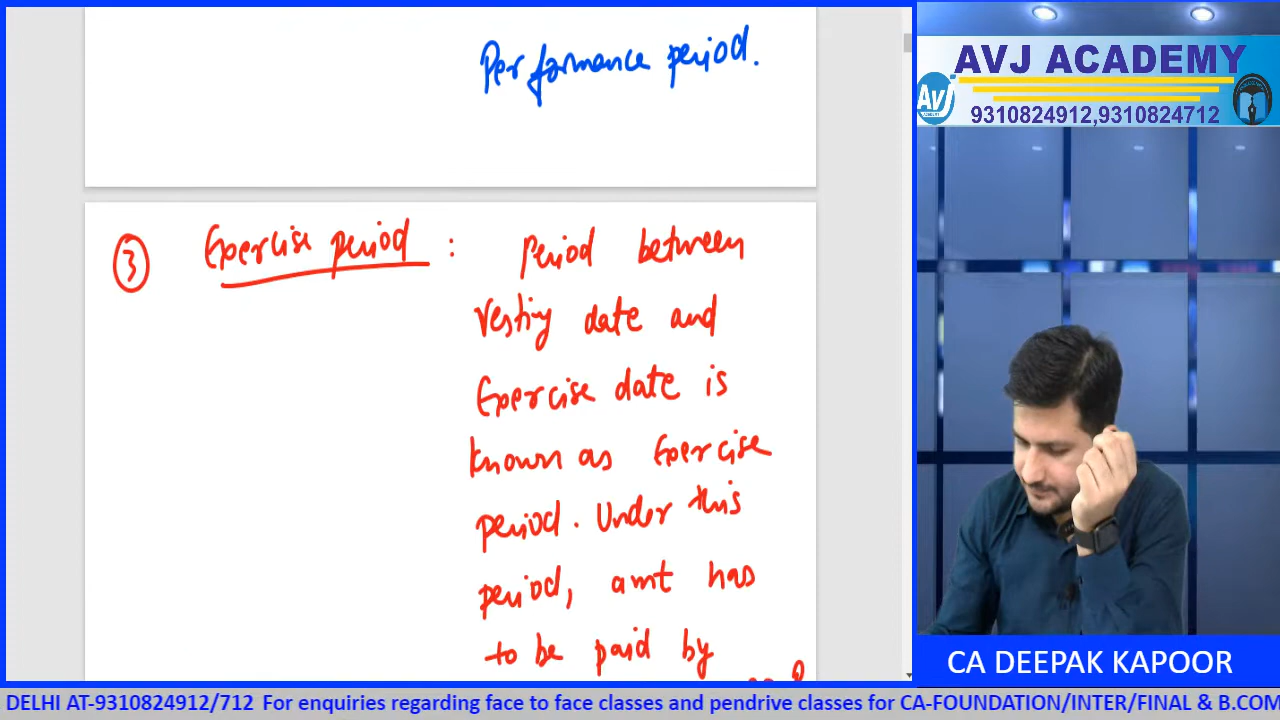 Performance period.
③ Exercise period : Period between
vesting date and
Exercise date is
known as Exercise
period. Under this
period, amt has
to be paid by
AVJ ACADEMY
AVJ
9310824912,9310824712
CA DEEPAK KAPOOR
DELHI AT-9310824912/712 For enquiries regarding face to face classes and pendrive classes for CA-FOUNDATION/INTER/FINAL & B.COM